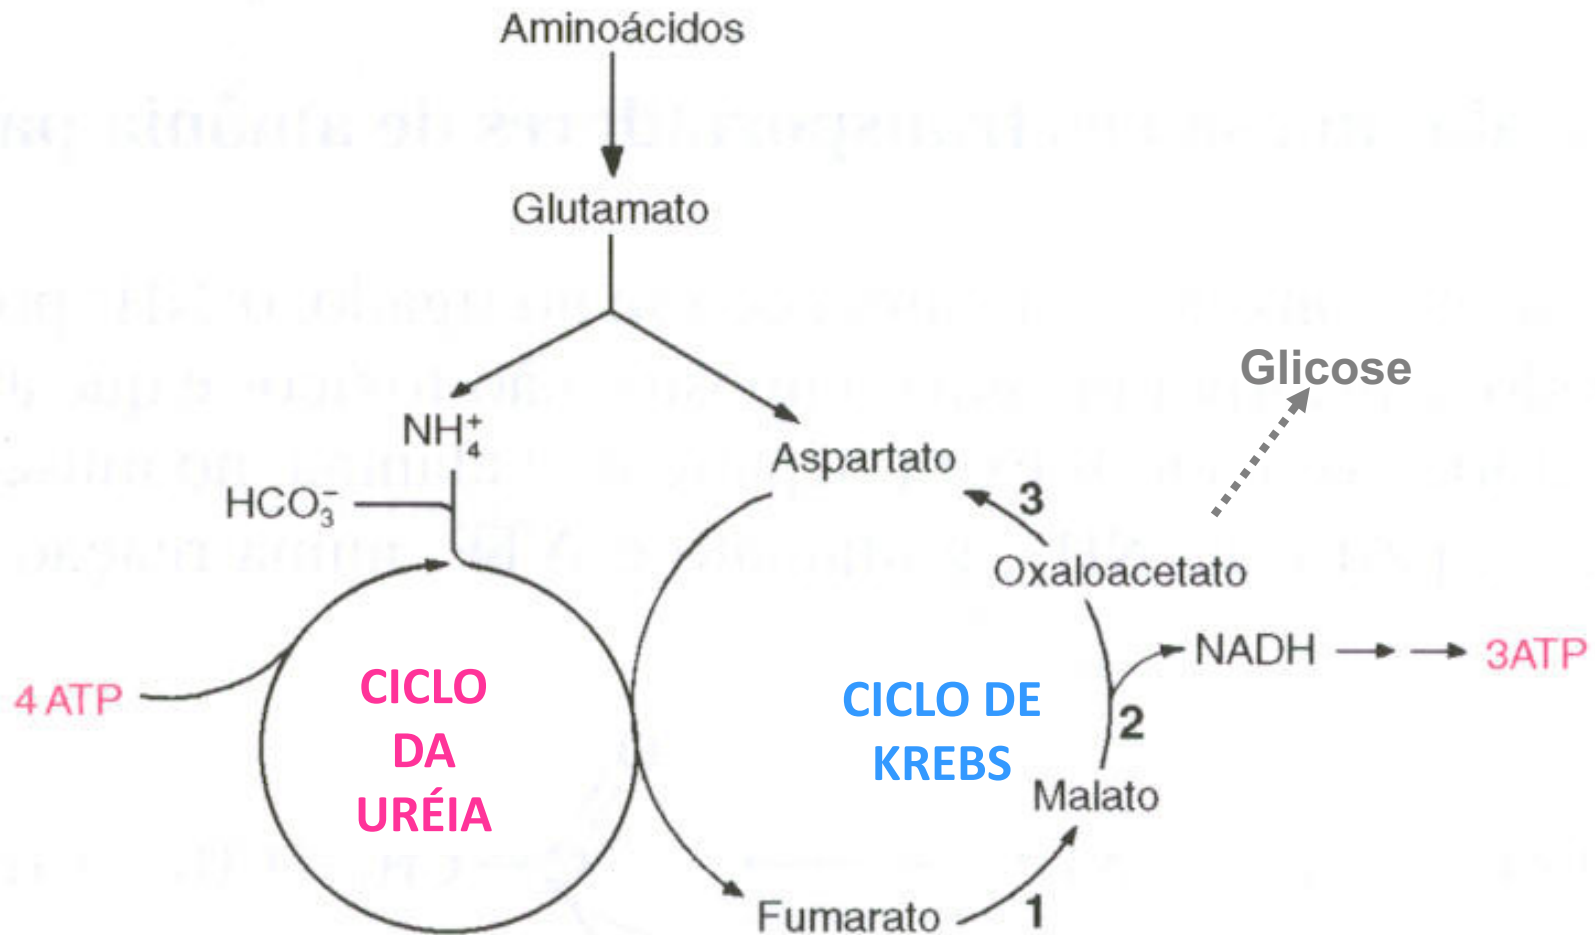 Aminoácidos
Glutamato
Glicose
NH₄⁺
Aspartato
HCO₃⁻
3
Oxaloacetato
NADH
3ATP
4 ATP
CICLO
DA
URÉIA
CICLO DE
KREBS
2
Malato
Fumarato
1